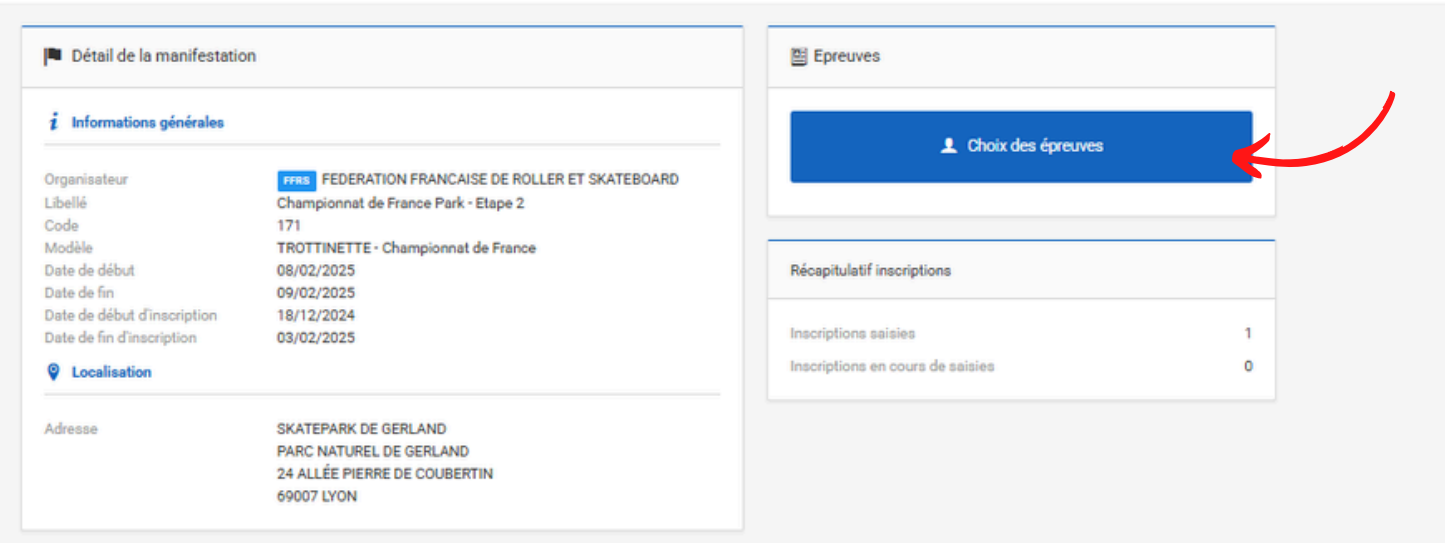 Détail de la manifestation
Informations générales
Organisateur FFRS FEDERATION FRANCAISE DE ROLLER ET SKATEBOARD
Libellé Championnat de France Park - Etape 2
Code 171
Modèle TROTTINETTE - Championnat de France
Date de début 08/02/2025
Date de fin 09/02/2025
Date de début d'inscription 18/12/2024
Date de fin d'inscription 03/02/2025
Localisation
Adresse SKATEPARK DE GERLAND
PARC NATUREL DE GERLAND
24 ALLÉE PIERRE DE COUBERTIN
69007 LYON
Epreuves
Choix des épreuves
Récapitulatif inscriptions
Inscriptions saisies 1
Inscriptions en cours de saisies 0